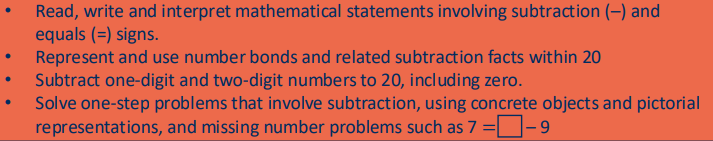 • Read, write and interpret mathematical statements involving subtraction (–) and
equals (=) signs.
• Represent and use number bonds and related subtraction facts within 20
• Subtract one-digit and two-digit numbers to 20, including zero.
• Solve one-step problems that involve subtraction, using concrete objects and pictorial
representations, and missing number problems such as 7 =☐ – 9